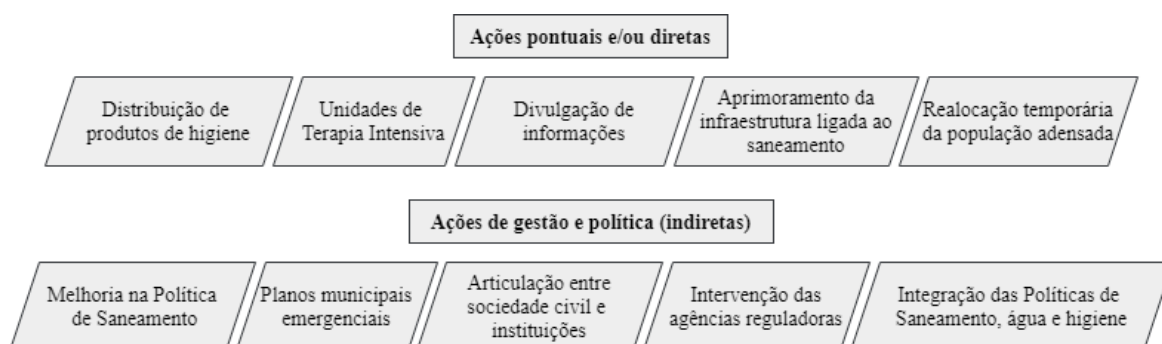 Ações pontuais e/ou diretas
Distribuição de
produtos de higiene
Unidades de
Terapia Intensiva
Divulgação de
informações
Aprimoramento da
infraestrutura ligada ao
saneamento
Realocação temporária
da população adensada
Ações de gestão e política (indiretas)
Melhoria na Política
de Saneamento
Planos municipais
emergenciais
Articulação entre
sociedade civil e
instituições
Intervenção das
agências reguladoras
Integração das Políticas de
Saneamento, água e higiene